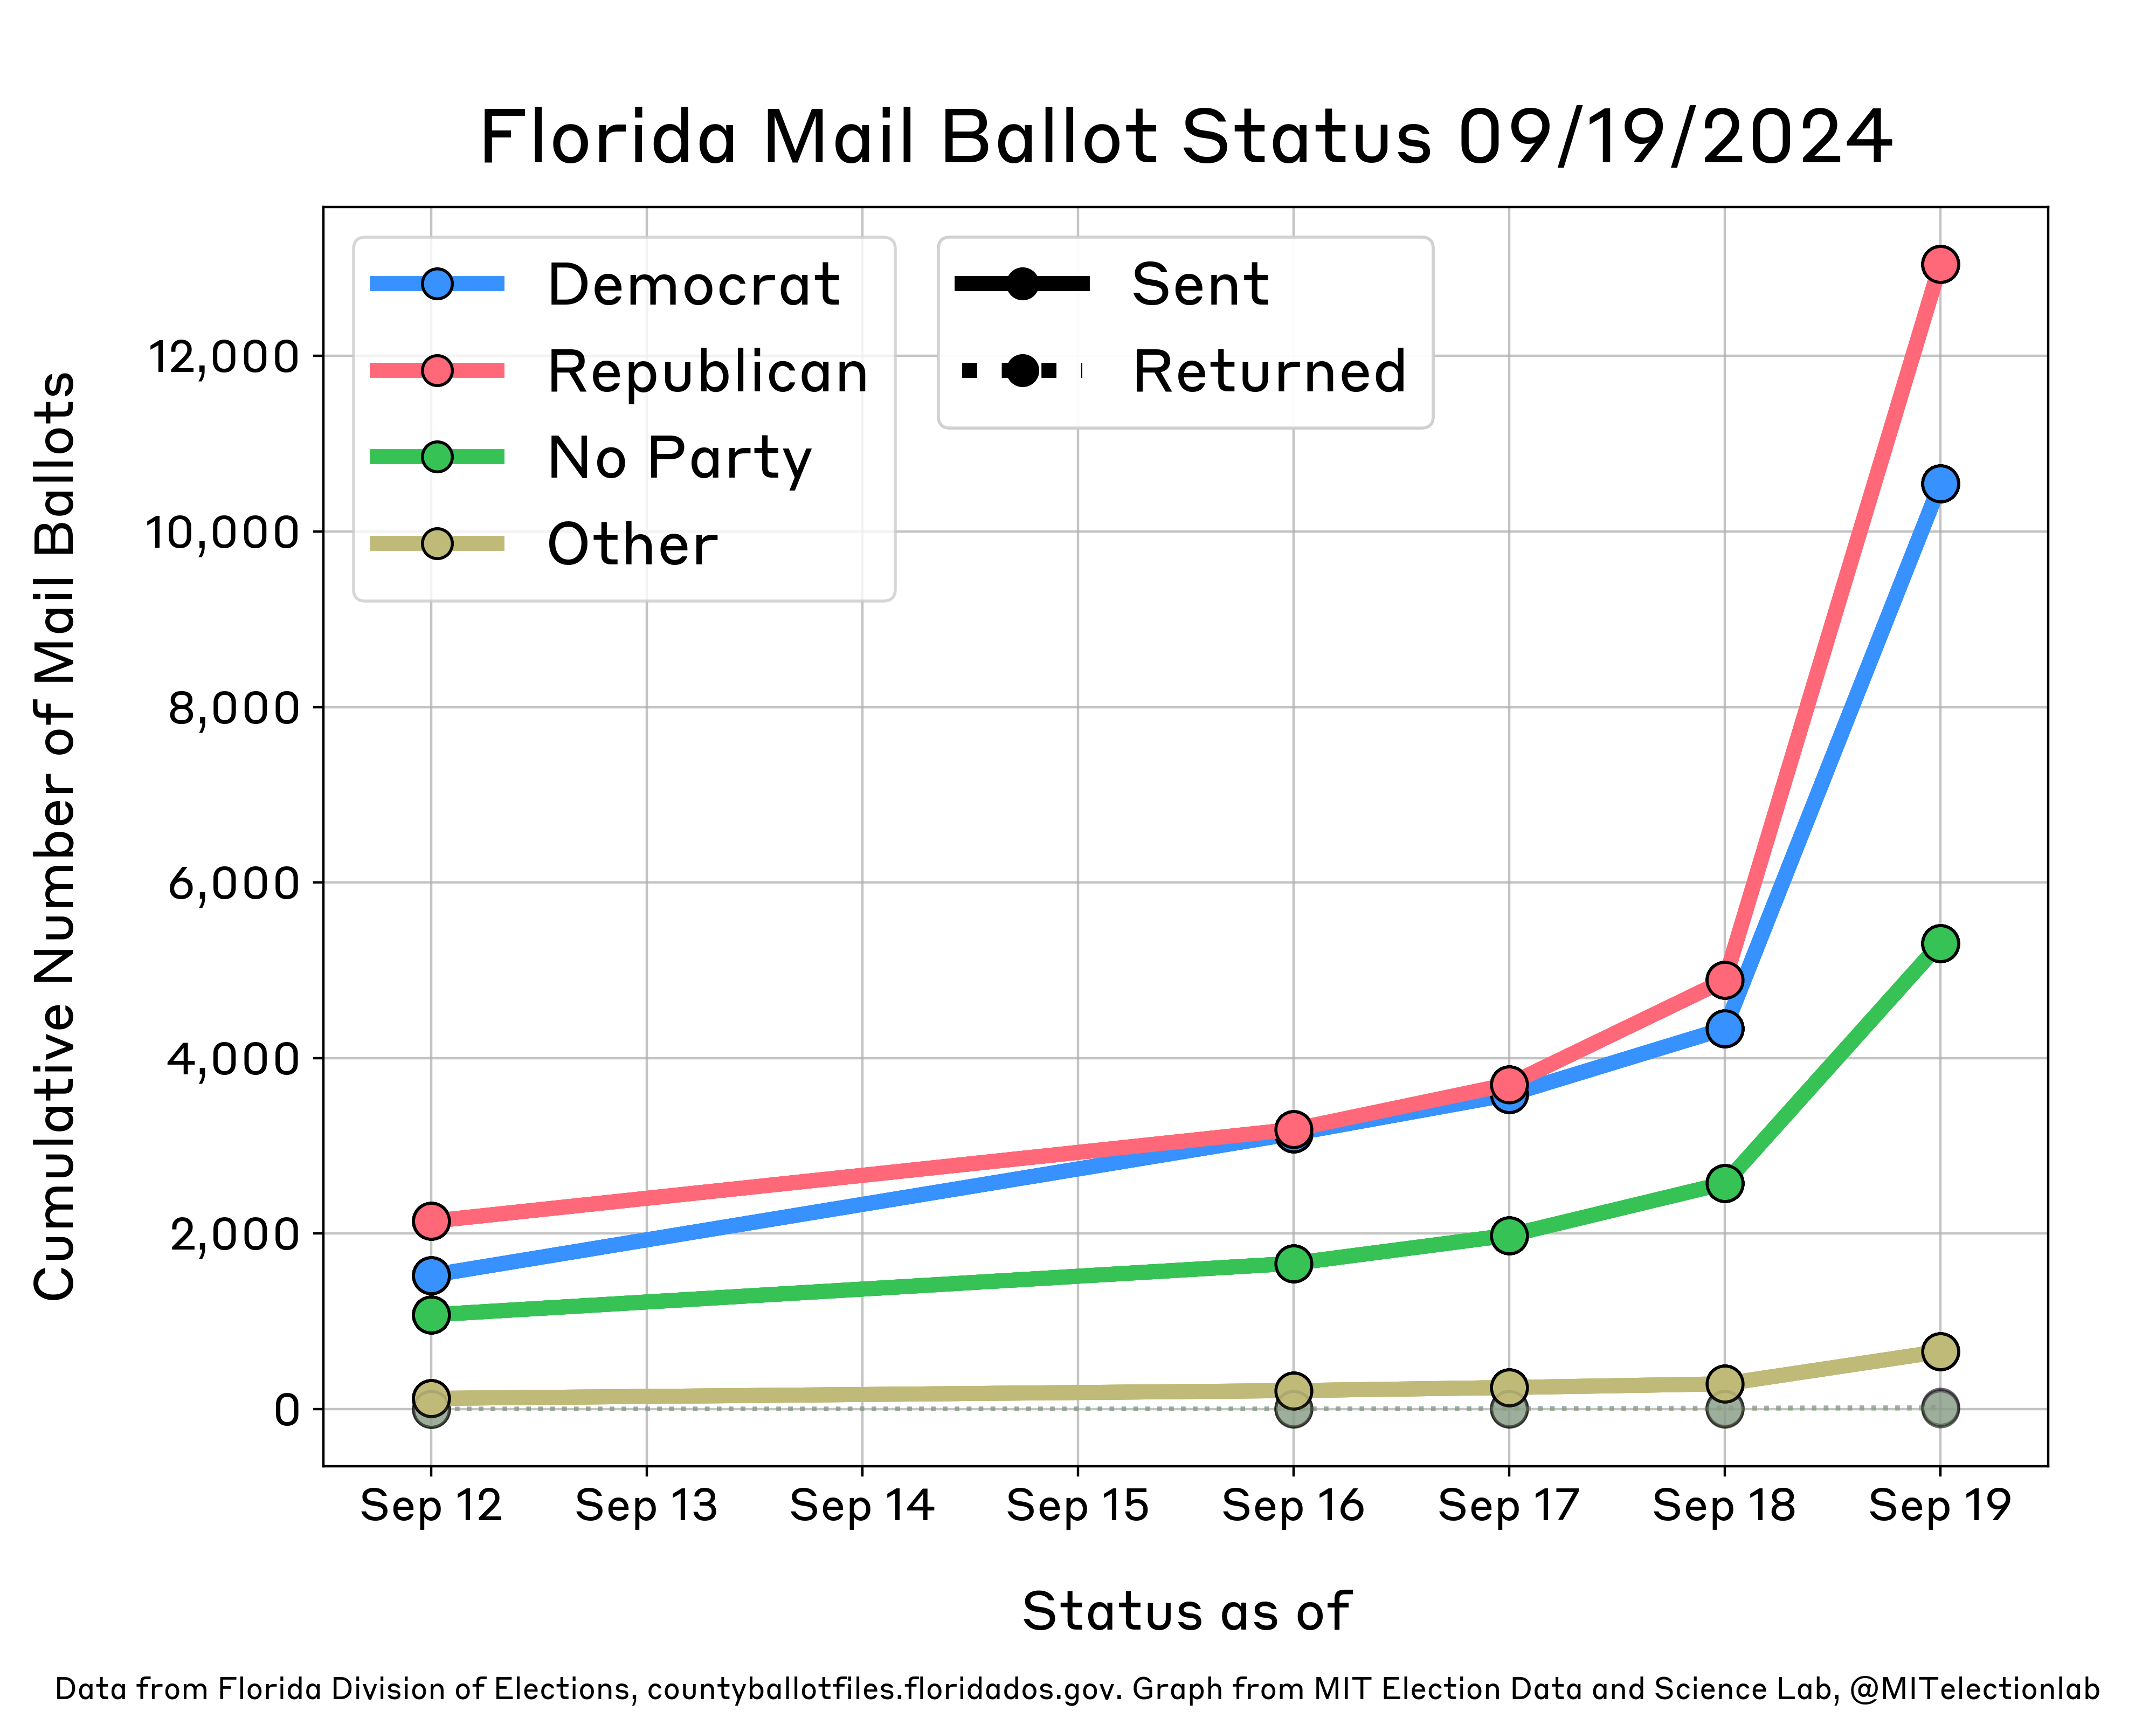 Florida Mail Ballot Status 09/19/2024
Democrat
Republican
No Party
Other
Sent
Returned
Cumulative Number of Mail Ballots
12,000
10,000
8,000
6,000
4,000
2,000
0
Sep 12 Sep 13 Sep 14 Sep 15 Sep 16 Sep 17 Sep 18 Sep 19
Status as of
Data from Florida Division of Elections, countyballotfiles.floridados.gov. Graph from MIT Election Data and Science Lab, @MITelectionlab